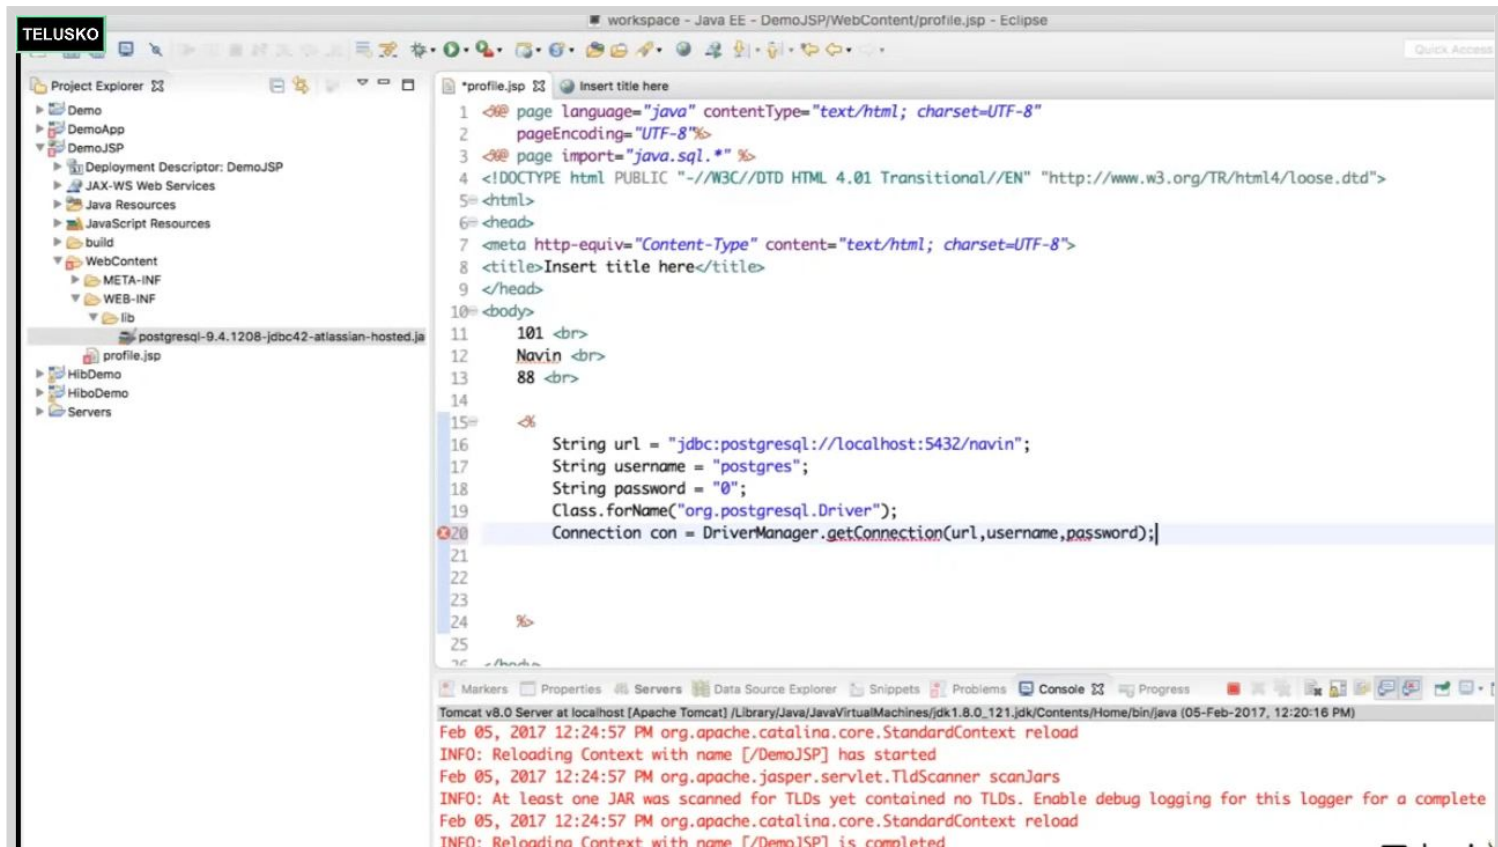 workspace - Java EE - DemoJSP/WebContent/profile.jsp - Eclipse
TELUSKO
Quick Access
Project Explorer
Demo
DemoApp
DemoJSP
Deployment Descriptor: DemoJSP
JAX-WS Web Services
Java Resources
JavaScript Resources
build
WebContent
META-INF
WEB-INF
lib
postgresql-9.4.1208-jdbc42-atlassian-hosted.ja
profile.jsp
HibDemo
HiboDemo
Servers
*profile.jsp Insert title here
1 <%@ page language="java" contentType="text/html; charset=UTF-8"
2 pageEncoding="UTF-8"%>
3 <%@ page import="java.sql.*" %>
4 <!DOCTYPE html PUBLIC "-//W3C//DTD HTML 4.01 Transitional//EN" "http://www.w3.org/TR/html4/loose.dtd">
5 <html>
6 <head>
7 <meta http-equiv="Content-Type" content="text/html; charset=UTF-8">
8 <title>Insert title here</title>
9 </head>
10 <body>
11 101 <br>
12 Navin <br>
13 88 <br>
14
15 <%
16 String url = "jdbc:postgresql://localhost:5432/navin";
17 String username = "postgres";
18 String password = "0";
19 Class.forName("org.postgresql.Driver");
20 Connection con = DriverManager.getConnection(url,username,password);
21
22
23
24 %>
25
26 </body>
Markers Properties Servers Data Source Explorer Snippets Problems Console Progress
Tomcat v8.0 Server at localhost [Apache Tomcat] /Library/Java/JavaVirtualMachines/jdk1.8.0_121.jdk/Contents/Home/bin/java (05-Feb-2017, 12:20:16 PM)
Feb 05, 2017 12:24:57 PM org.apache.catalina.core.StandardContext reload
INFO: Reloading Context with name [/DemoJSP] has started
Feb 05, 2017 12:24:57 PM org.apache.jasper.servlet.TldScanner scanJars
INFO: At least one JAR was scanned for TLDs yet contained no TLDs. Enable debug logging for this logger for a complete
Feb 05, 2017 12:24:57 PM org.apache.catalina.core.StandardContext reload
INFO: Reloading Context with name [/DemoJSP] is completed